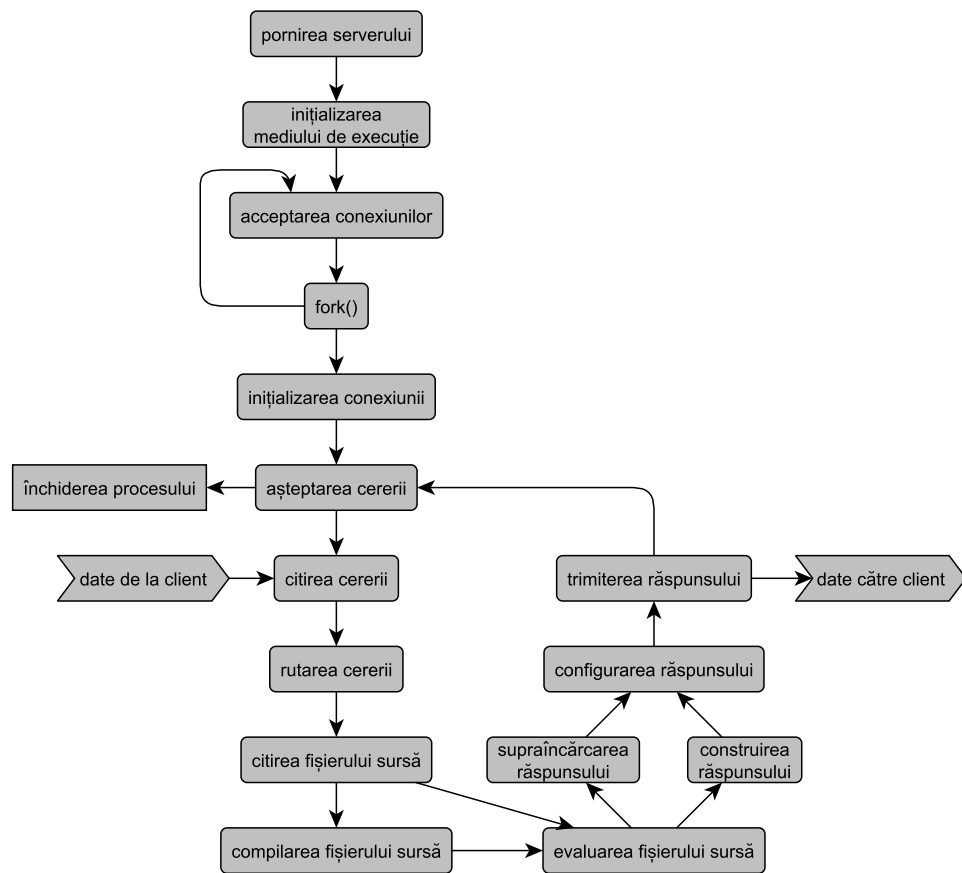 pornirea serverului
inițializarea
mediului de execuție
acceptarea conexiunilor
fork()
inițializarea conexiunii
închiderea procesului
așteptarea cererii
date de la client
citirea cererii
trimiterea răspunsului
date către client
rutarea cererii
configurarea răspunsului
citirea fișierului sursă
supraîncărcarea
răspunsului
construirea
răspunsului
compilarea fișierului sursă
evaluarea fișierului sursă